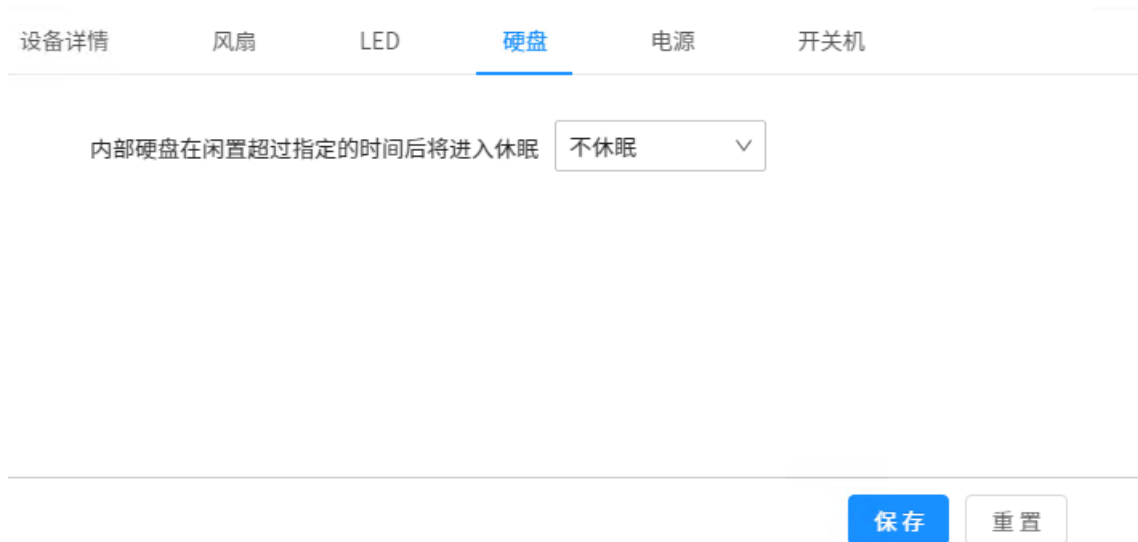 设备详情 风扇 LED 硬盘 电源 开关机
内部硬盘在闲置超过指定的时间后将进入休眠 不休眠
保存 重置